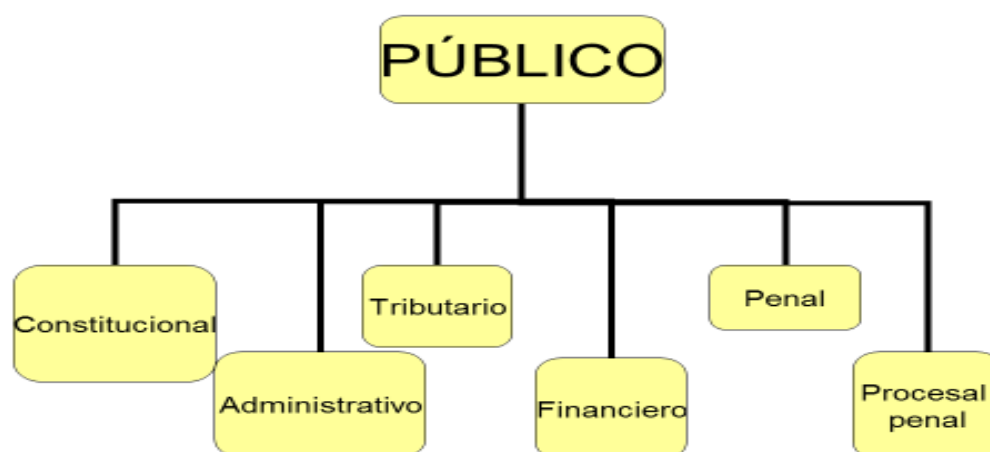 PÚBLICO
Constitucional
Administrativo
Tributario
Financiero
Penal
Procesal
penal